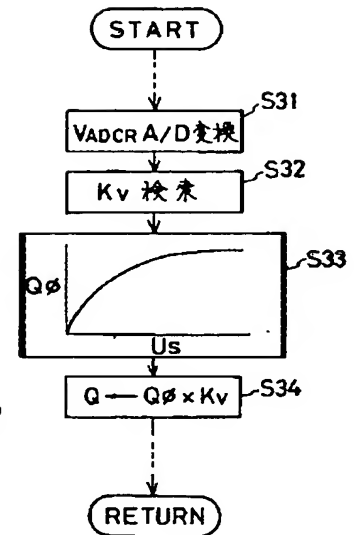 START
S31
VADCR A/D変換
S32
Kv 検索
S33
Qφ
Us
S34
Q ← Qφ × Kv
RETURN